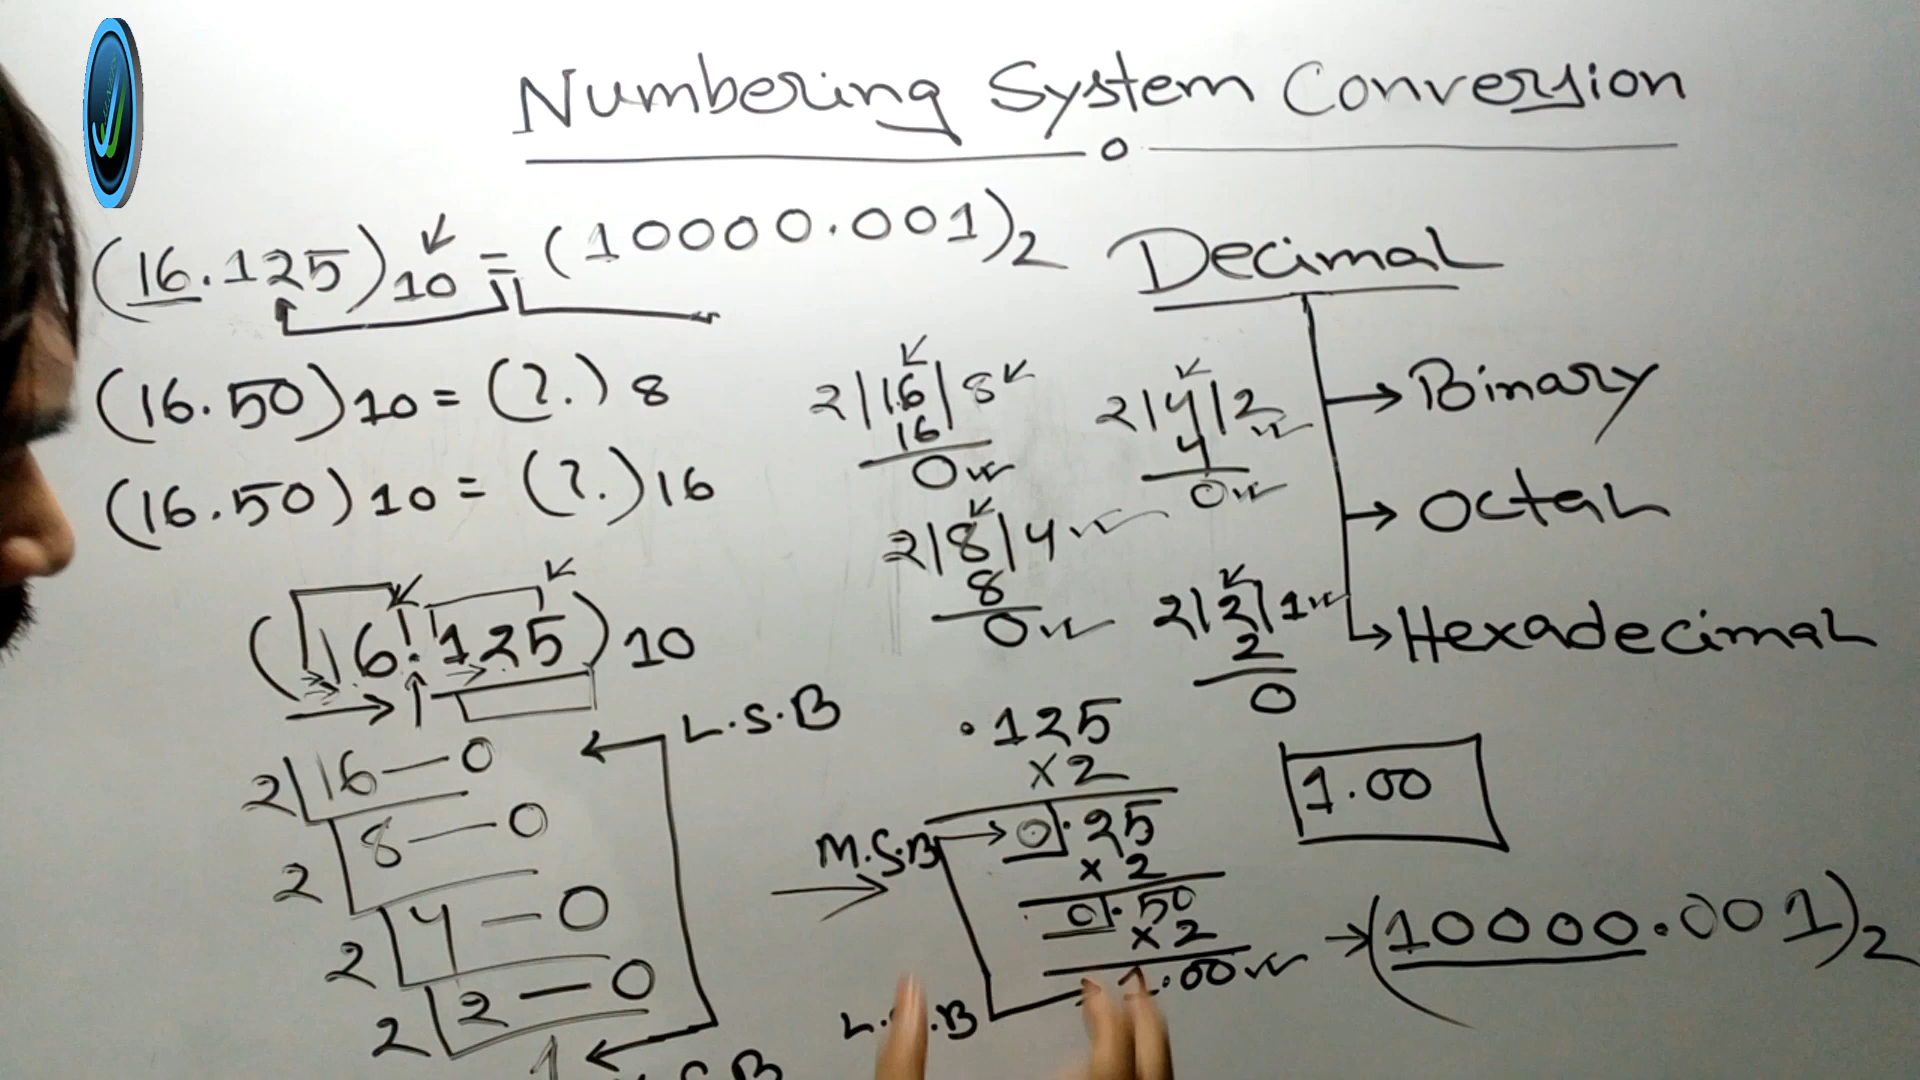 Numbering System Conversion
(16.125)10 = (10000.001)2
(16.50)10 = (?.)8
(16.50)10 = (?.)16
Decimal
Binary
Octal
Hexadecimal
2|16|8
16
0
2|8|4
8
0
2|4|2
4
0
2|2|1
2
0
(16.125)10
2|16—0
2|8—0
2|4—0
2|2—0
1
L.S.B
.125
×2
0.25
×2
0.50
×2
1.00
M.S.B
L.S.B
1.00
→(10000.001)2